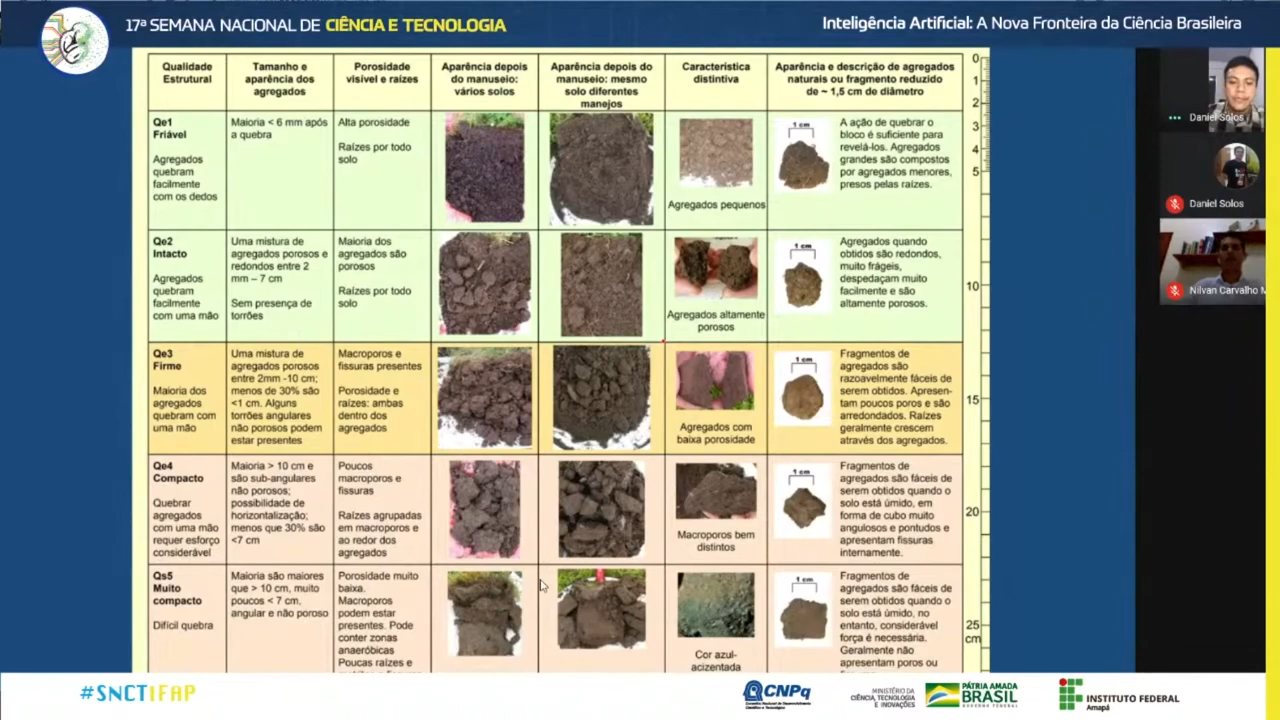 17ª SEMANA NACIONAL DE CIÊNCIA E TECNOLOGIA
Inteligência Artificial: A Nova Fronteira da Ciência Brasileira
Qualidade
Estrutural
Tamanho e
aparência dos
agregados
Porosidade
visível e raízes
Aparência depois
do manuseio:
vários solos
Aparência depois do
manuseio: mesmo
solo diferentes
manejos
Característica
distintiva
Aparência e descrição de agregados
naturais ou fragmento reduzido
de ~ 1,5 cm de diâmetro
Qe1
Friável
Agregados
quebram
facilmente
com os dedos
Maioria < 6 mm após
a quebra
Alta porosidade
Raízes por todo
solo
Agregados pequenos
1 cm
A ação de quebrar o
bloco é suficiente para
revelá-los. Agregados
grandes são compostos
por agregados menores,
presos pelas raízes.
Qe2
Intacto
Agregados
quebram
facilmente
com uma mão
Uma mistura de
agregados porosos e
redondos entre 2
mm – 7 cm
Sem presença de
torrões
Maioria dos
agregados são
porosos
Raízes por todo
solo
Agregados altamente
porosos
1 cm
Agregados quando
obtidos são redondos,
muito frágeis,
despedaçam muito
facilmente e são
altamente porosos.
Qe3
Firme
Maioria dos
agregados
quebram com
uma mão
Uma mistura de
agregados porosos
entre 2mm -10 cm;
menos de 30% são
<1 cm. Alguns
torrões angulares
não porosos podem
estar presentes
Macroporos e
fissuras presentes
Porosidade e
raízes: ambas
dentro dos
agregados
Agregados com
baixa porosidade
1 cm
Fragmentos de
agregados são
razoavelmente fáceis de
serem obtidos. Apresen-
tam poucos poros e são
arredondados. Raízes
geralmente crescem
através dos agregados.
Qe4
Compacto
Quebrar
agregados
com uma mão
requer esforço
considerável
Maioria > 10 cm e
são sub-angulares
não porosos;
possibilidade de
horizontalização;
menos que 30% são
<7 cm
Poucos
macroporos e
fissuras
Raízes agrupadas
em macroporos e
ao redor dos
agregados
Macroporos bem
distintos
1 cm
Fragmentos de
agregados são fáceis de
serem obtidos quando o
solo está úmido, em
forma de cubo muito
angulosos e pontudos e
apresentam fissuras
internamente.
Qs5
Muito
compacto
Difícil quebra
Maioria são maiores
que > 10 cm, muito
poucos < 7 cm,
angular e não poroso
Porosidade muito
baixa.
Macroporos
podem estar
presentes. Pode
conter zonas
anaeróbicas
Poucas raízes e
Cor azul-
acizentada
1 cm
Fragmentos de
agregados são fáceis de
serem obtidos quando o
solo está úmido, no
entanto, considerável
força é necessária.
Geralmente não
apresentam poros ou
0
1
2
3
4
5
10
15
20
25
cm
Daniel Solos
Daniel Solos
Nilvan Carvalho M
#SNCTIFAP
CNPq
Conselho Nacional de Desenvolvimento
Científico e Tecnológico
MINISTÉRIO DA
CIÊNCIA, TECNOLOGIA
E INOVAÇÕES
PÁTRIA AMADA
BRASIL
GOVERNO FEDERAL
INSTITUTO FEDERAL
Amapá